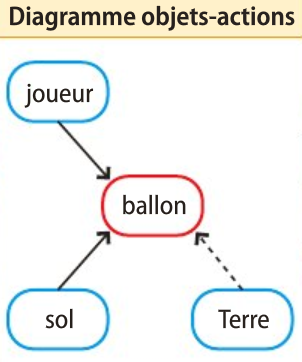 Diagramme objets-actions
joueur
ballon
sol
Terre